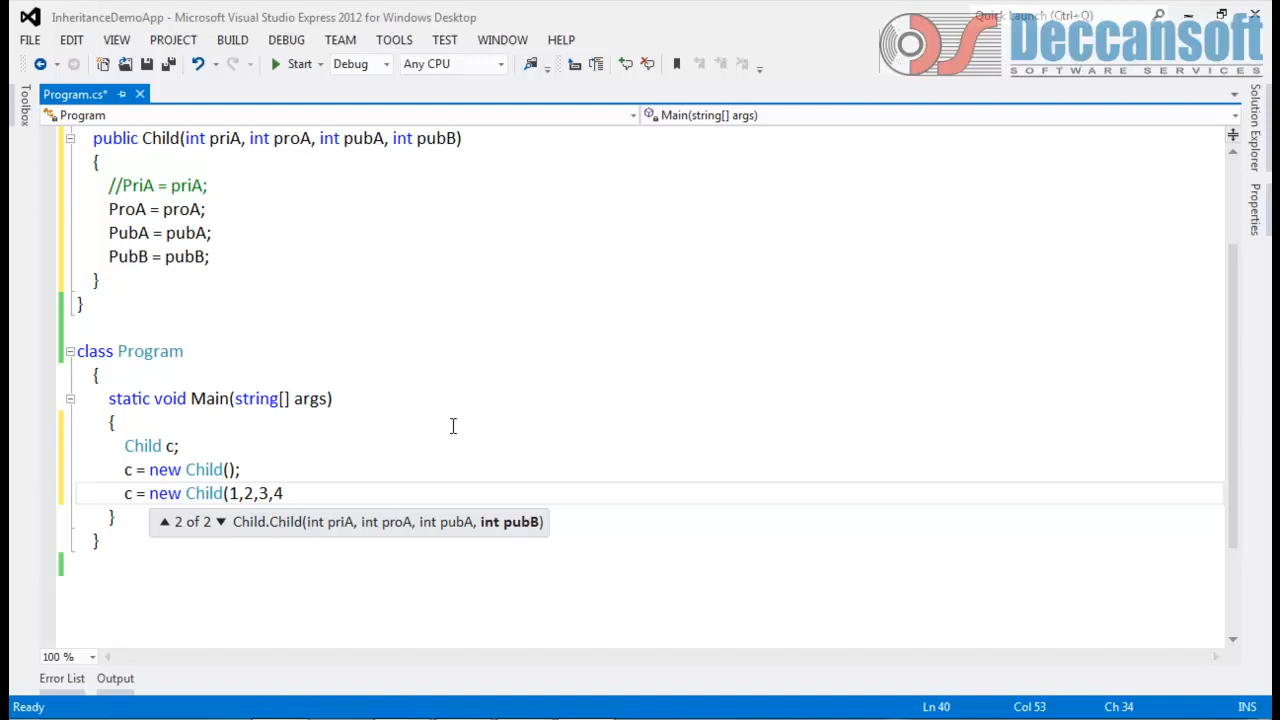 InheritanceDemoApp - Microsoft Visual Studio Express 2012 for Windows Desktop
Quick Launch (Ctrl+Q)
Deccansoft
SOFTWARE SERVICES
FILE EDIT VIEW PROJECT BUILD DEBUG TEAM TOOLS TEST WINDOW HELP
Start Debug Any CPU
Program.cs*
Toolbox
Program Main(string[] args)
Solution Explorer
Properties
public Child(int priA, int proA, int pubA, int pubB)
{
//PriA = priA;
ProA = proA;
PubA = pubA;
PubB = pubB;
}
}
class Program
{
static void Main(string[] args)
{
Child c;
c = new Child();
c = new Child(1,2,3,4
}
2 of 2 Child.Child(int priA, int proA, int pubA, int pubB)
}
100 %
Error List Output
Ready Ln 40 Col 53 Ch 34 INS